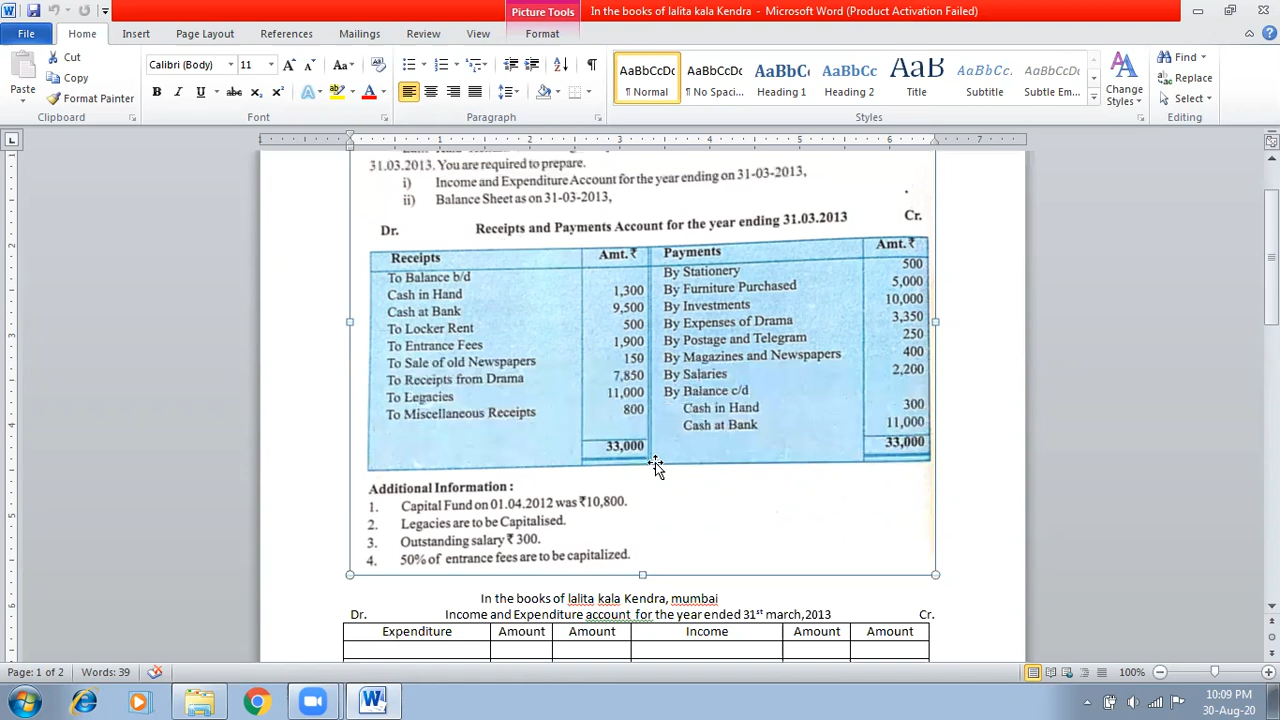 Picture Tools
In the books of lalita kala Kendra - Microsoft Word (Product Activation Failed)
File Home Insert Page Layout References Mailings Review View Format
Paste Cut Copy Format Painter
Clipboard
Calibri (Body) 11
Font
Paragraph
AaBbCcDc AaBbCcDc AaBbCc AaBbCc AaB AaBbCc. AaBbCcDc
¶ Normal ¶ No Spaci... Heading 1 Heading 2 Title Subtitle Subtle Em...
Change Styles
Styles
Find
Replace
Select
Editing
31.03.2013. You are required to prepare.
i) Income and Expenditure Account for the year ending on 31-03-2013,
ii) Balance Sheet as on 31-03-2013,
Dr. Receipts and Payments Account for the year ending 31.03.2013 Cr.
Receipts Amt.₹ Payments Amt.₹
To Balance b/d By Stationery 500
Cash in Hand 1,300 By Furniture Purchased 5,000
Cash at Bank 9,500 By Investments 10,000
To Locker Rent 500 By Expenses of Drama 3,350
To Entrance Fees 1,900 By Postage and Telegram 250
To Sale of old Newspapers 150 By Magazines and Newspapers 400
To Receipts from Drama 7,850 By Salaries 2,200
To Legacies 11,000 By Balance c/d
To Miscellaneous Receipts 800 Cash in Hand 300
Cash at Bank 11,000
33,000 33,000
Additional Information :
1. Capital Fund on 01.04.2012 was ₹10,800.
2. Legacies are to be Capitalised.
3. Outstanding salary ₹ 300.
4. 50% of entrance fees are to be capitalized.
In the books of lalita kala Kendra, mumbai
Dr. Income and Expenditure account for the year ended 31st march,2013 Cr.
Expenditure Amount Amount Income Amount Amount
Page: 1 of 2 Words: 39 100%
10:09 PM
30-Aug-20